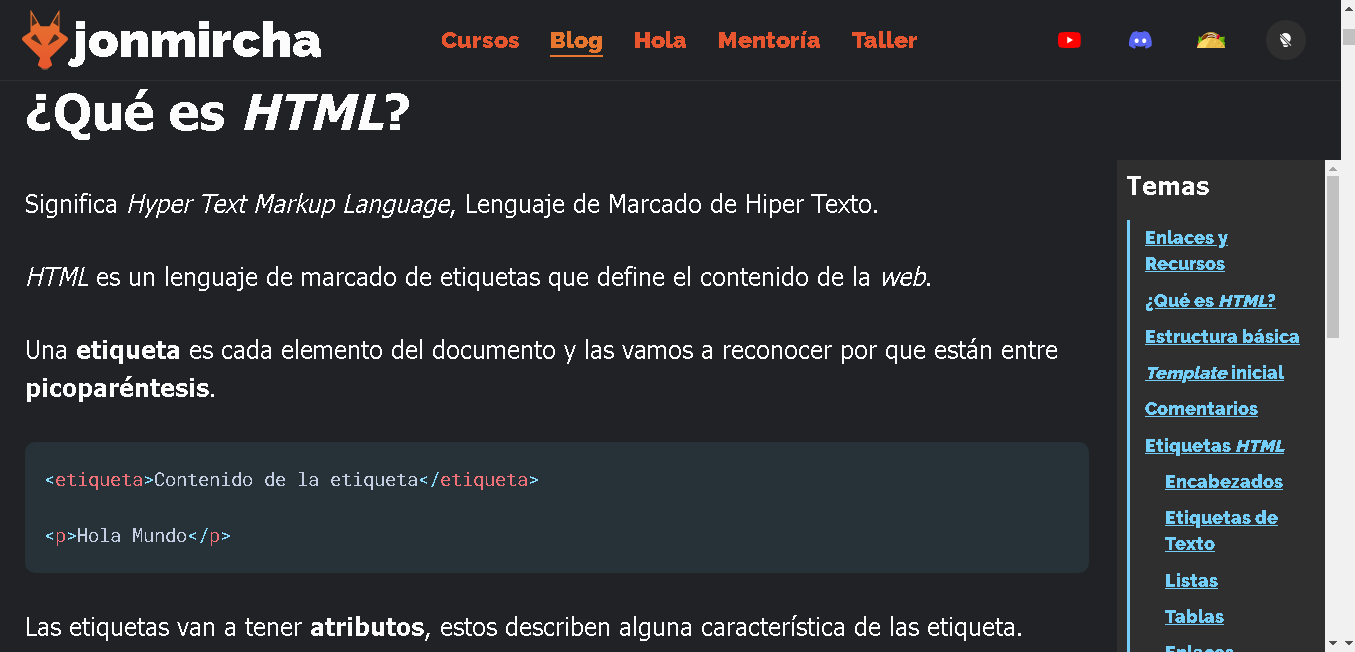 jonmircha
Cursos Blog Hola Mentoría Taller
¿Qué es HTML?
Significa Hyper Text Markup Language, Lenguaje de Marcado de Hiper Texto.
HTML es un lenguaje de marcado de etiquetas que define el contenido de la web.
Una etiqueta es cada elemento del documento y las vamos a reconocer por que están entre
picoparéntesis.
<etiqueta>Contenido de la etiqueta</etiqueta>
<p>Hola Mundo</p>
Las etiquetas van a tener atributos, estos describen alguna característica de las etiqueta.
Temas
Enlaces y
Recursos
¿Qué es HTML?
Estructura básica
Template inicial
Comentarios
Etiquetas HTML
Encabezados
Etiquetas de
Texto
Listas
Tablas
Enlaces